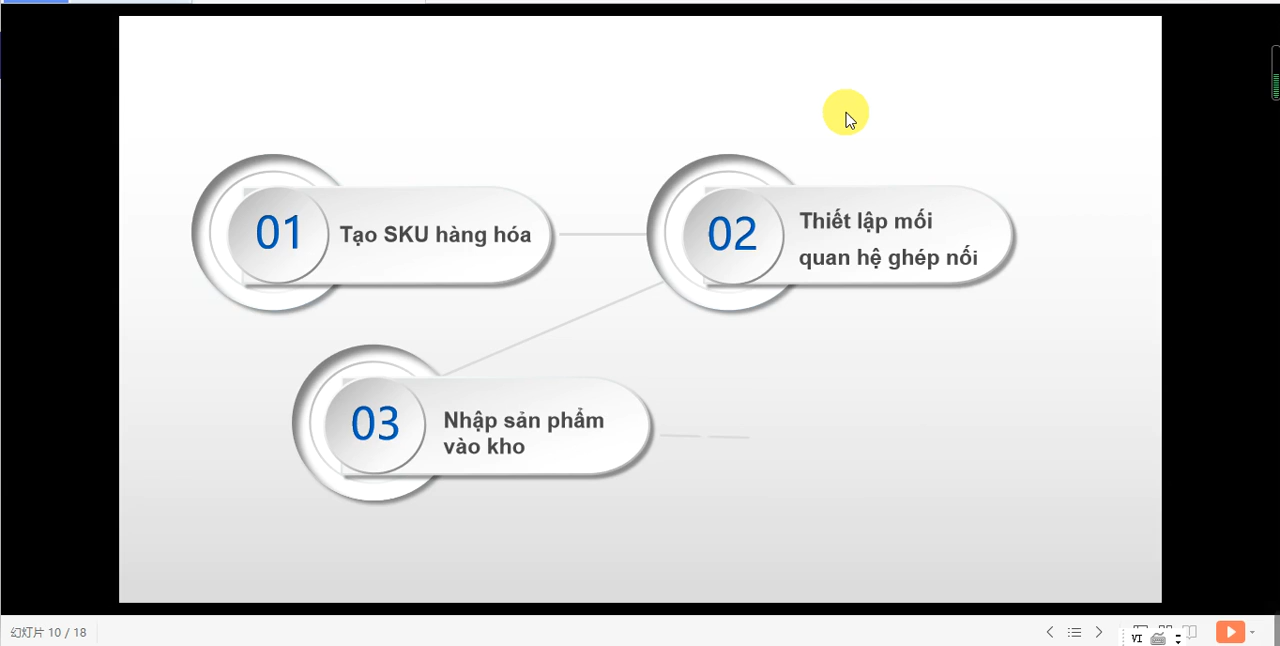 01
Tạo SKU hàng hóa
02
Thiết lập mối
quan hệ ghép nối
03
Nhập sản phẩm
vào kho
幻灯片 10 / 18
VI